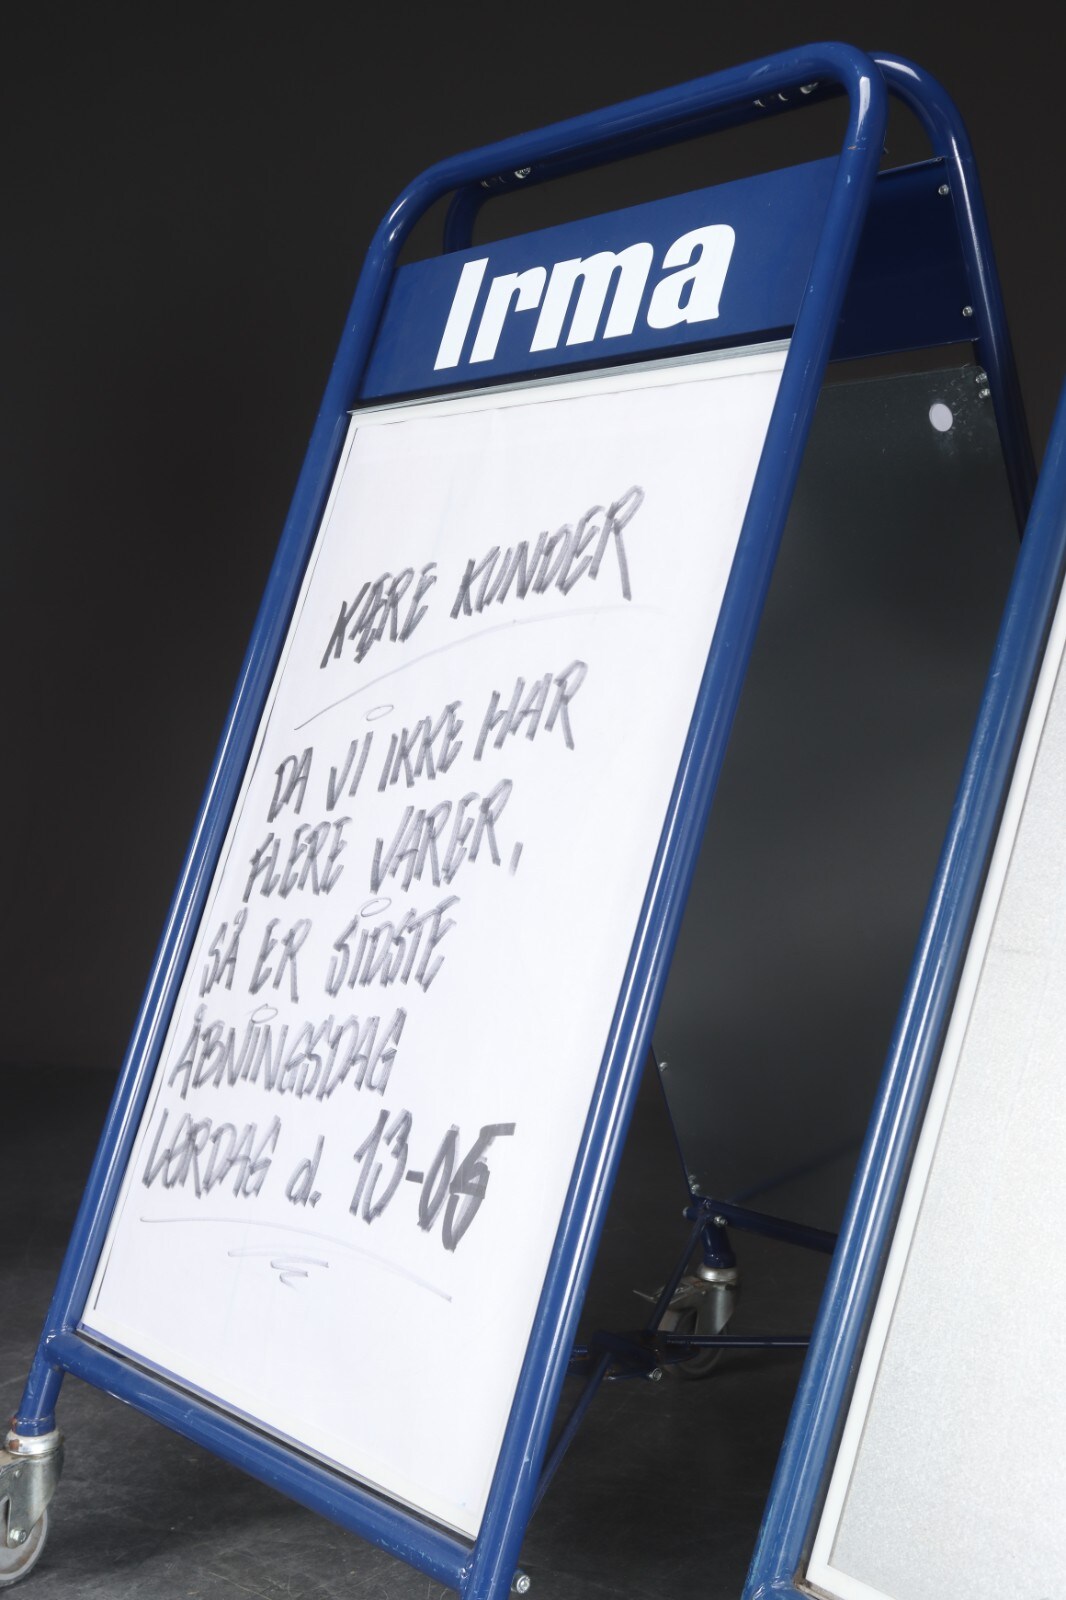 Irma
KÆRE KUNDER
DA VI IKKE HAR
FLERE VARER,
SÅ ER SIDSTE
ÅBNINGSDAG
LØRDAG d. 13-05